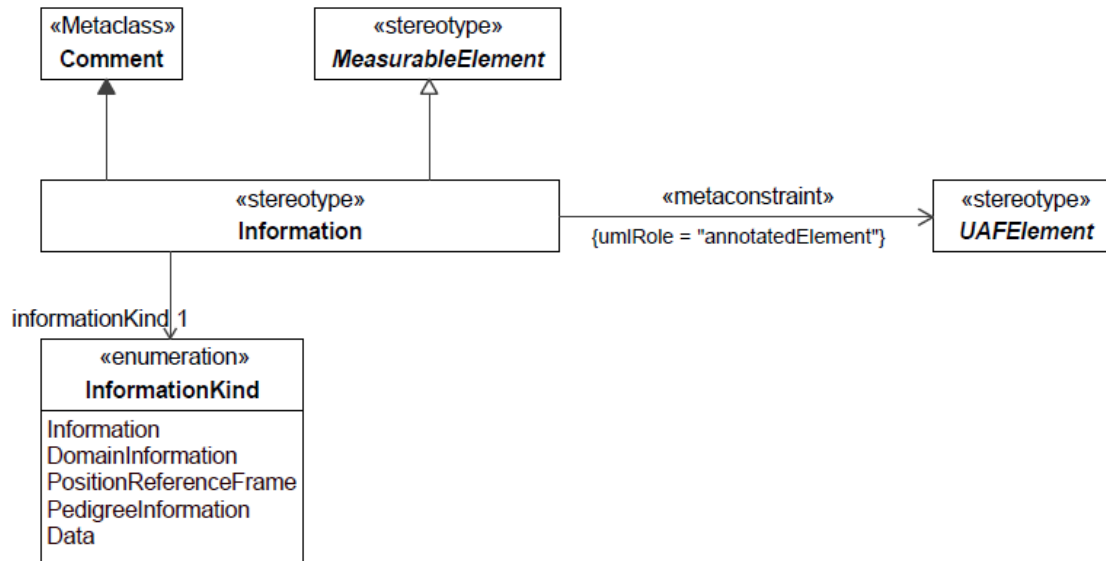 «Metaclass»
Comment
«stereotype»
MeasurableElement
«stereotype»
Information
«metaconstraint»
{umlRole = "annotatedElement"}
«stereotype»
UAFElement
informationKind 1
«enumeration»
InformationKind
Information
DomainInformation
PositionReferenceFrame
PedigreeInformation
Data